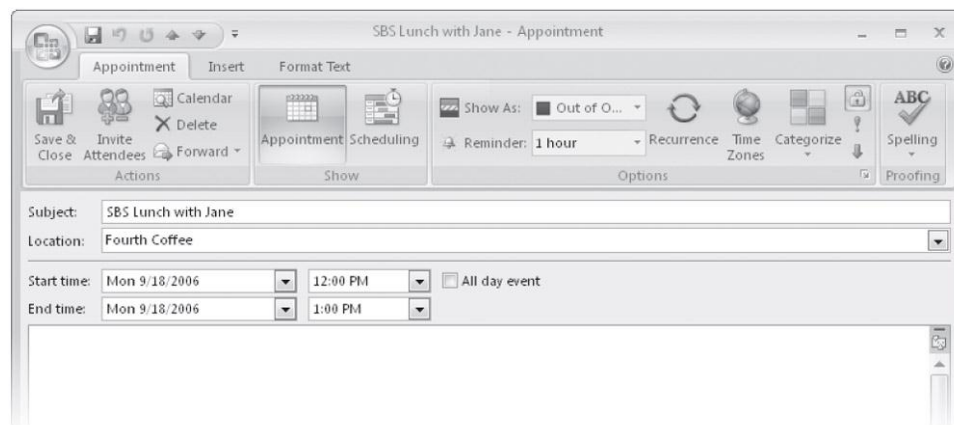 SBS Lunch with Jane - Appointment
Appointment Insert Format Text
Save & Close
Invite Attendees
Calendar
Delete
Forward
Actions
Appointment Scheduling
Show
Show As: Out of O...
Reminder: 1 hour
Recurrence
Time Zones
Categorize
Options
ABC
Spelling
Proofing
Subject: SBS Lunch with Jane
Location: Fourth Coffee
Start time: Mon 9/18/2006 12:00 PM All day event
End time: Mon 9/18/2006 1:00 PM